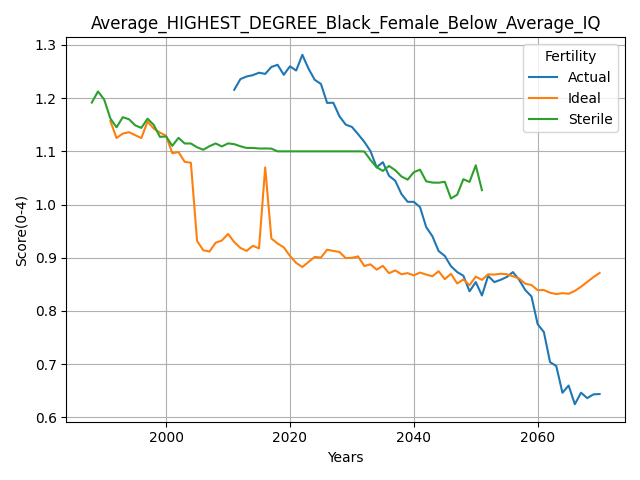 Average_HIGHEST_DEGREE_Black_Female_Below_Average_IQ
Score(0-4)
1.3
1.2
1.1
1.0
0.9
0.8
0.7
0.6
Fertility
Actual
Ideal
Sterile
2000
2020
2040
2060
Years